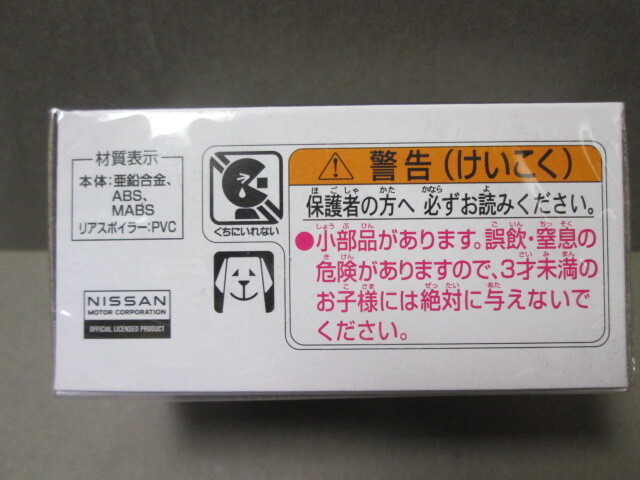 材質表示
本体：亜鉛合金、
ABS、
MABS
リアスポイラー：PVC
NISSAN
MOTOR CORPORATION
OFFICIAL LICENSED PRODUCT
くちにいれない
警告（けいこく）
保護者の方へ 必ずお読みください。
●小部品があります。誤飲・窒息の
危険がありますので、3才未満の
お子様には絶対に与えないで
ください。